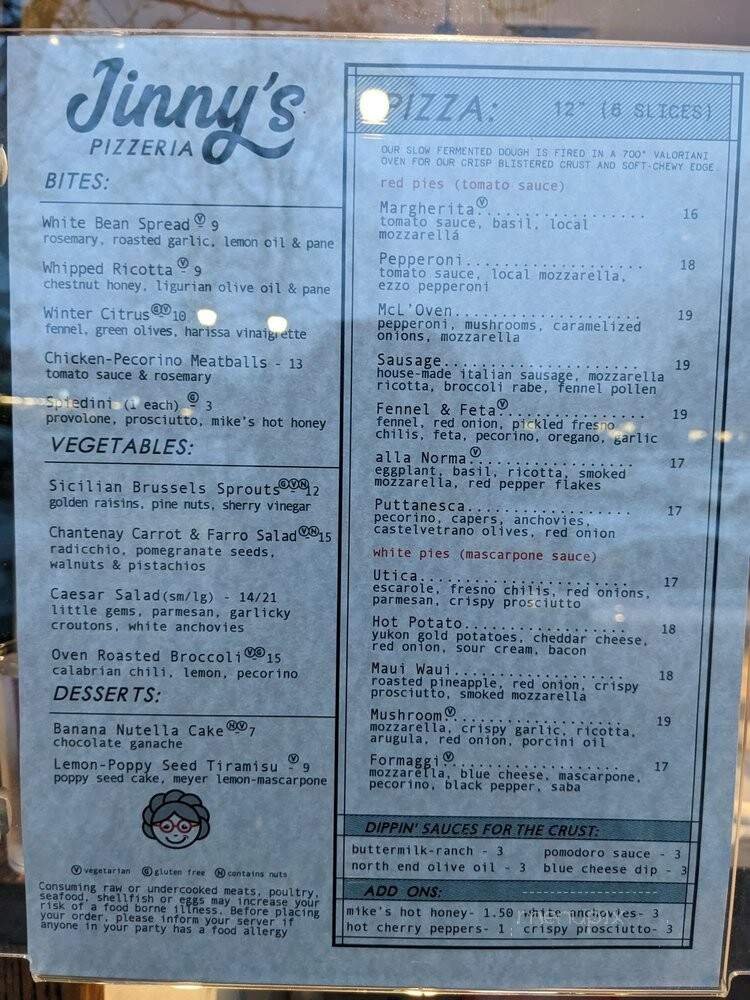 Jinny's
PIZZERIA
BITES:
White Bean Spread Ⓥ - 9
rosemary, roasted garlic, lemon oil & pane
Whipped Ricotta Ⓥ - 9
chestnut honey, ligurian olive oil & pane
Winter Citrus ⒼⓋ 10
fennel, green olives, harissa vinaigrette
Chicken-Pecorino Meatballs - 13
tomato sauce & rosemary
Spiedini (1 each) Ⓖ - 3
provolone, prosciutto, mike's hot honey
VEGETABLES:
Sicilian Brussels Sprouts ⒼⓋⓃ - 12
golden raisins, pine nuts, sherry vinegar
Chantenay Carrot & Farro Salad ⓋⓃ 15
radicchio, pomegranate seeds,
walnuts & pistachios
Caesar Salad (sm/lg) - 14/21
little gems, parmesan, garlicky
croutons, white anchovies
Oven Roasted Broccoli ⓋⒼ 15
calabrian chili, lemon, pecorino
DESSERTS:
Banana Nutella Cake ⓃⓋ 7
chocolate ganache
Lemon-Poppy Seed Tiramisu Ⓥ - 9
poppy seed cake, meyer lemon-mascarpone
Ⓥ vegetarian Ⓖ gluten free Ⓝ contains nuts
Consuming raw or undercooked meats, poultry,
seafood, shellfish or eggs may increase your
risk of a food borne illness. Before placing
your order, please inform your server if
anyone in your party has a food allergy
PIZZA: 12" (6 SLICES)
OUR SLOW FERMENTED DOUGH IS FIRED IN A 700° VALORIANI
OVEN FOR OUR CRISP BLISTERED CRUST AND SOFT-CHEWY EDGE.
red pies (tomato sauce)
Margherita Ⓥ.................... 16
tomato sauce, basil, local
mozzarellá
Pepperoni.................... 18
tomato sauce, local mozzarella,
ezzo pepperoni
McL'Oven.................... 19
pepperoni, mushrooms, caramelized
onions, mozzarella
Sausage.................... 19
house-made italian sausage, mozzarella
ricotta, broccoli rabe, fennel pollen
Fennel & Feta Ⓥ.................... 19
fennel, red onion, pickled fresno
chilis, feta, pecorino, oregano, garlic
alla Norma Ⓥ.................... 17
eggplant, basil, ricotta, smoked
mozzarella, red pepper flakes
Puttanesca.................... 17
pecorino, capers, anchovies,
castelvetrano olives, red onion
white pies (mascarpone sauce)
Utica.................... 17
escarole, fresno chilis, red onions,
parmesan, crispy prosciutto
Hot Potato.................... 18
yukon gold potatoes, cheddar cheese,
red onion, sour cream, bacon
Maui Waui.................... 18
roasted pineapple, red onion, crispy
prosciutto, smoked mozzarella
Mushroom Ⓥ.................... 19
mozzarella, crispy garlic, ricotta,
arugula, red onion, porcini oil
Formaggi Ⓥ.................... 17
mozzarella, blue cheese, mascarpone,
pecorino, black pepper, saba
DIPPIN' SAUCES FOR THE CRUST:
buttermilk-ranch - 3 pomodoro sauce - 3
north end olive oil - 3 blue cheese dip - 3
ADD ONS:
mike's hot honey- 1.50 white anchovies- 3
hot cherry peppers- 1 crispy prosciutto- 3
menupix